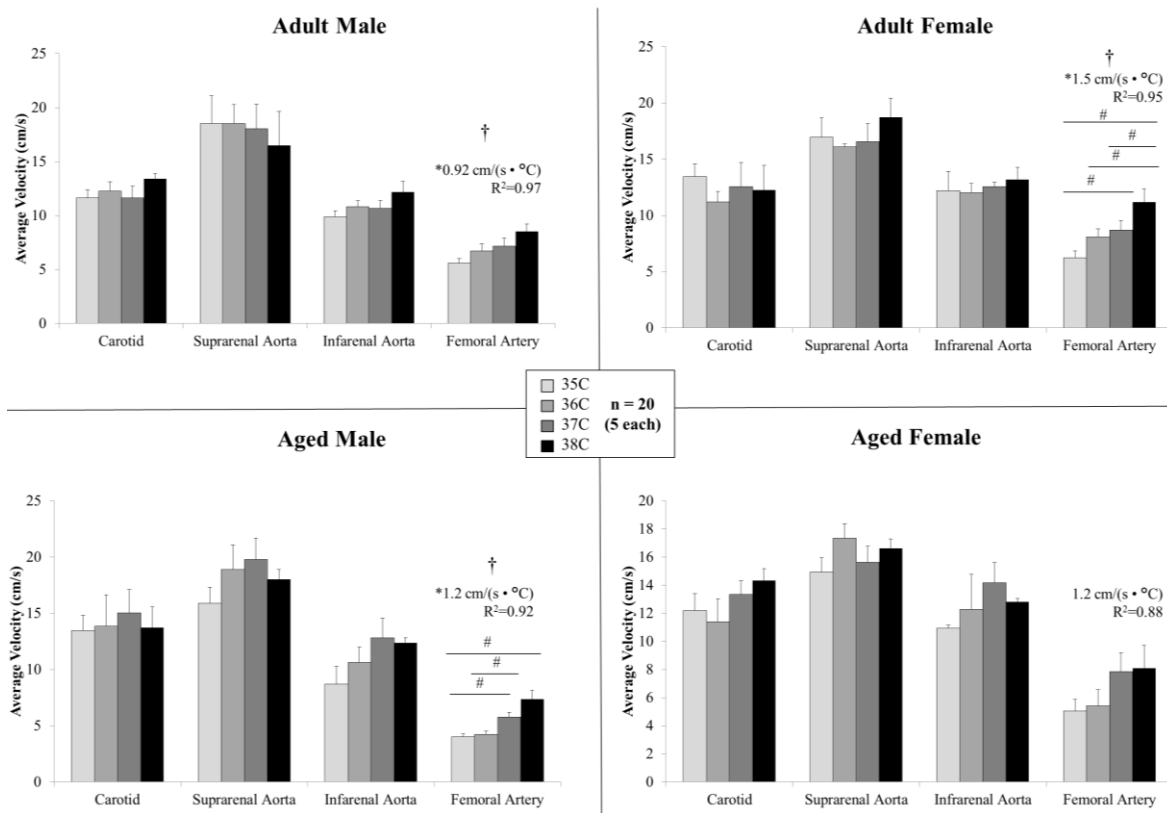 Adult Male
25
20
15
10
5
0
Average Velocity (cm/s)
†
*0.92 cm/(s • °C)
R²=0.97
Carotid Suprarenal Aorta Infarenal Aorta Femoral Artery
Adult Female
25
20
15
10
5
0
Average Velocity (cm/s)
†
*1.5 cm/(s • °C)
R²=0.95
#
#
#
#
Carotid Suprarenal Aorta Infrarenal Aorta Femoral Artery
35C
36C n = 20
37C (5 each)
38C
Aged Male
25
20
15
10
5
0
Average Velocity (cm/s)
†
*1.2 cm/(s • °C)
R²=0.92
#
#
#
Carotid Suprarenal Aorta Infarenal Aorta Femoral Artery
Aged Female
20
18
16
14
12
10
8
6
4
2
0
Average Velocity (cm/s)
1.2 cm/(s • °C)
R²=0.88
Carotid Suprarenal Aorta Infarenal Aorta Femoral Artery